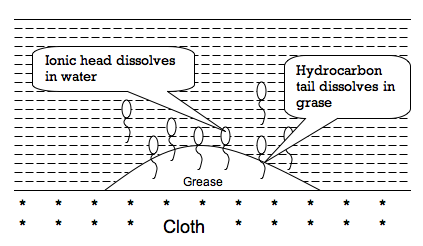 Ionic head dissolves
in water
Hydrocarbon
tail dissolves in
grase
Grease
* * * * * * * * * * *
* * * * Cloth * * * * *